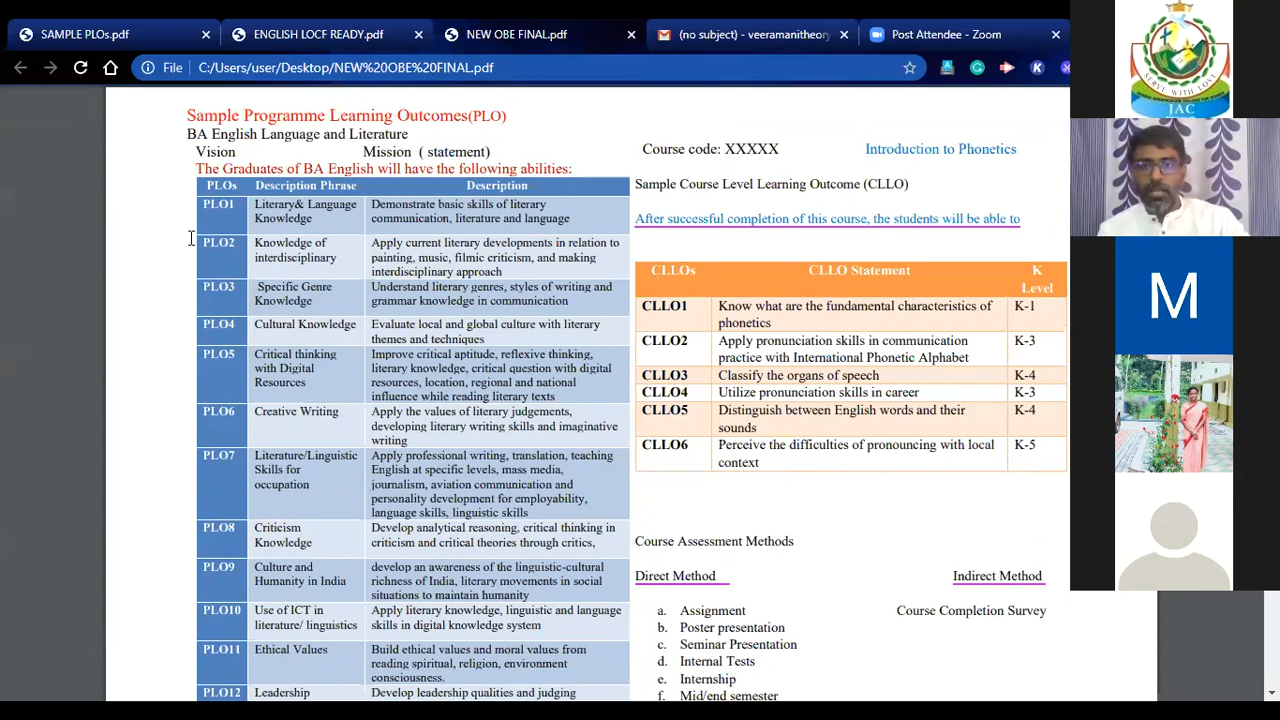 SAMPLE PLOs.pdf
ENGLISH LOCF READY.pdf
NEW OBE FINAL.pdf
(no subject) - veeramanitheory
Post Attendee - Zoom
File
C:/Users/user/Desktop/NEW%20OBE%20FINAL.pdf
Sample Programme Learning Outcomes(PLO)
BA English Language and Literature
Vision Mission ( statement)
The Graduates of BA English will have the following abilities:
PLOs Description Phrase Description
PLO1 Literary& Language Knowledge
Demonstrate basic skills of literary
communication, literature and language
PLO2 Knowledge of
interdisciplinary
Apply current literary developments in relation to
painting, music, filmic criticism, and making
interdisciplinary approach
PLO3 Specific Genre
Knowledge
Understand literary genres, styles of writing and
grammar knowledge in communication
PLO4 Cultural Knowledge
Evaluate local and global culture with literary
themes and techniques
PLO5 Critical thinking
with Digital
Resources
Improve critical aptitude, reflexive thinking,
literary knowledge, critical question with digital
resources, location, regional and national
influence while reading literary texts
PLO6 Creative Writing
Apply the values of literary judgements,
developing literary writing skills and imaginative
writing
PLO7 Literature/Linguistic
Skills for
occupation
Apply professional writing, translation, teaching
English at specific levels, mass media,
journalism, aviation communication and
personality development for employability,
language skills, linguistic skills
PLO8 Criticism
Knowledge
Develop analytical reasoning, critical thinking in
criticism and critical theories through critics,
PLO9 Culture and
Humanity in India
develop an awareness of the linguistic-cultural
richness of India, literary movements in social
situations to maintain humanity
PLO10 Use of ICT in
literature/ linguistics
Apply literary knowledge, linguistic and language
skills in digital knowledge system
PLO11 Ethical Values
Build ethical values and moral values from
reading spiritual, religion, environment
consciousness.
PLO12 Leadership
Develop leadership qualities and judging
Course code: XXXXX Introduction to Phonetics
Sample Course Level Learning Outcome (CLLO)
After successful completion of this course, the students will be able to
CLLOs CLLO Statement K
Level
CLLO1 Know what are the fundamental characteristics of K-1
phonetics
CLLO2 Apply pronunciation skills in communication K-3
practice with International Phonetic Alphabet
CLLO3 Classify the organs of speech K-4
CLLO4 Utilize pronunciation skills in career K-3
CLLO5 Distinguish between English words and their K-4
sounds
CLLO6 Perceive the difficulties of pronouncing with local K-5
context
Course Assessment Methods
Direct Method Indirect Method
a. Assignment Course Completion Survey
b. Poster presentation
c. Seminar Presentation
d. Internal Tests
e. Internship
f. Mid/end semester
SERVE WITH LOVE
JAC
M